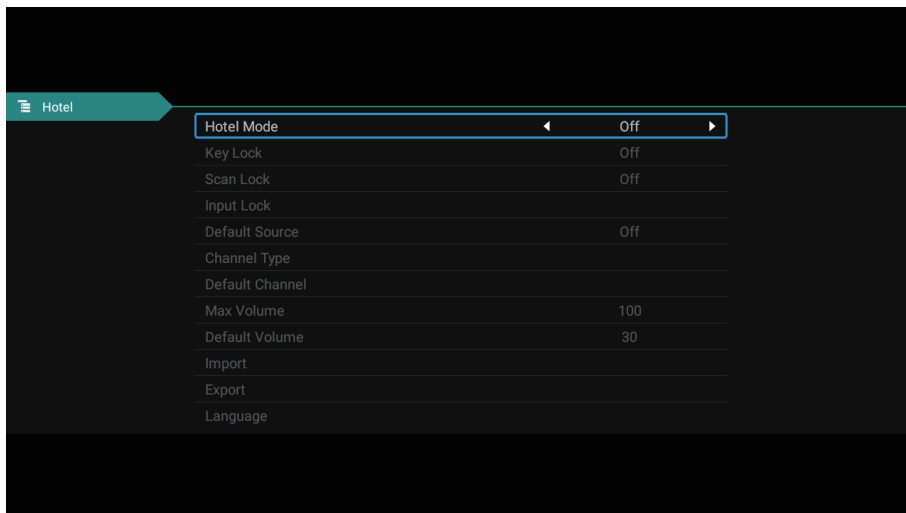 Hotel
Hotel Mode Off
Key Lock Off
Scan Lock Off
Input Lock
Default Source Off
Channel Type
Default Channel
Max Volume 100
Default Volume 30
Import
Export
Language